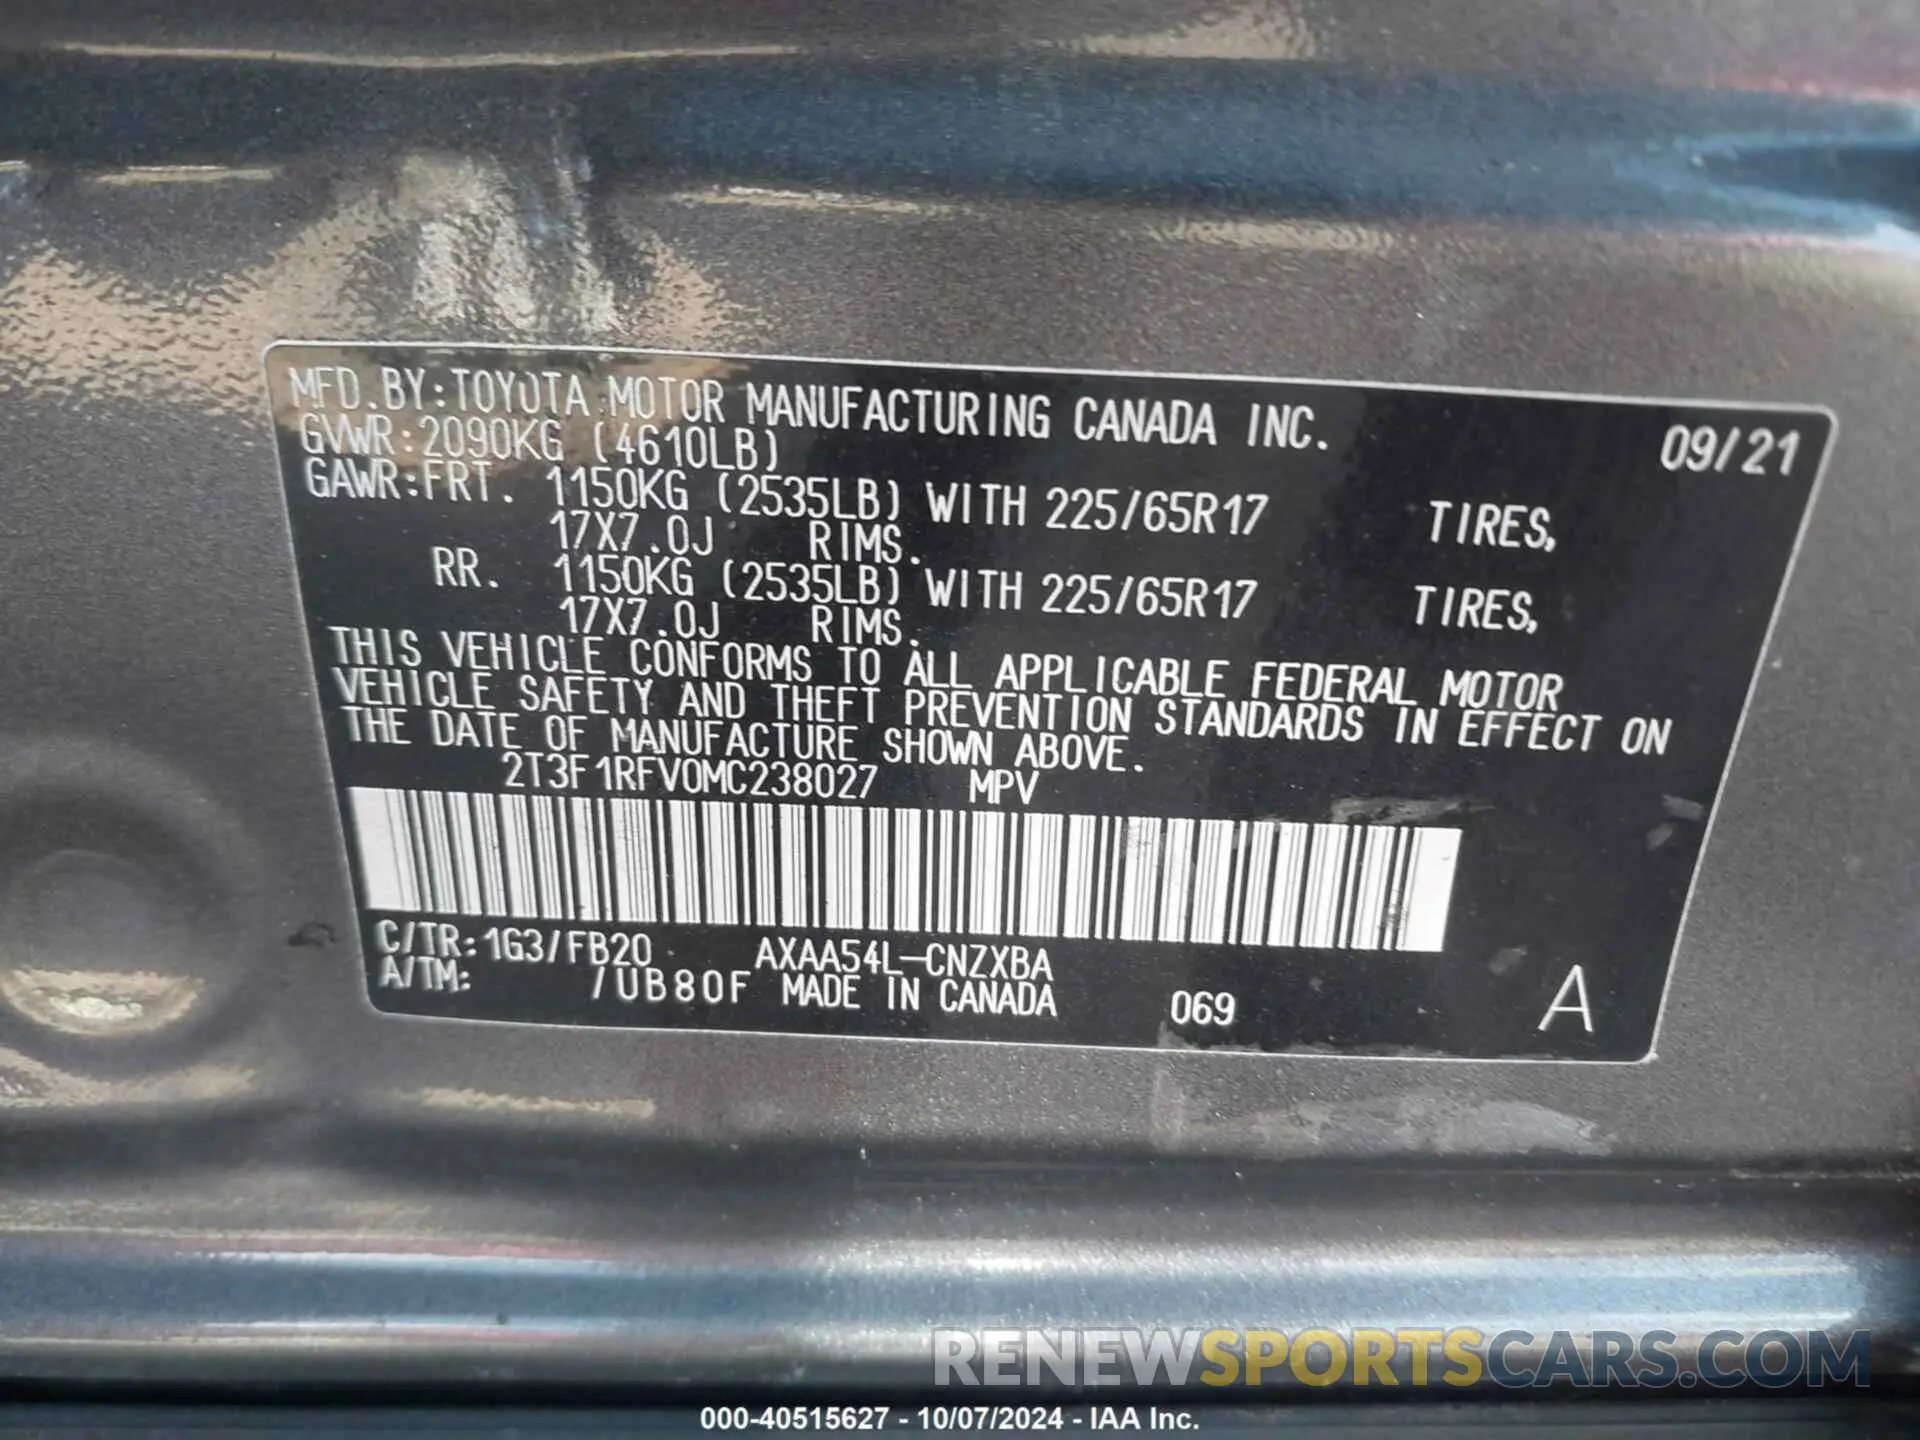 MFD.BY:TOYOTA MOTOR MANUFACTURING CANADA INC. 09/21
GVWR:2090KG (4610LB)
GAWR:FRT. 1150KG (2535LB) WITH 225/65R17 TIRES,
17X7.0J RIMS.
RR. 1150KG (2535LB) WITH 225/65R17 TIRES,
17X7.0J RIMS.
THIS VEHICLE CONFORMS TO ALL APPLICABLE FEDERAL MOTOR
VEHICLE SAFETY AND THEFT PREVENTION STANDARDS IN EFFECT ON
THE DATE OF MANUFACTURE SHOWN ABOVE.
2T3F1RFV0MC238027 MPV
C/TR:1G3/FB20 AXAA54L-CNZXBA
A/TM: /UB80F MADE IN CANADA 069 A
RENEWSPORTSCARS.COM
000-40515627 - 10/07/2024 - IAA Inc.